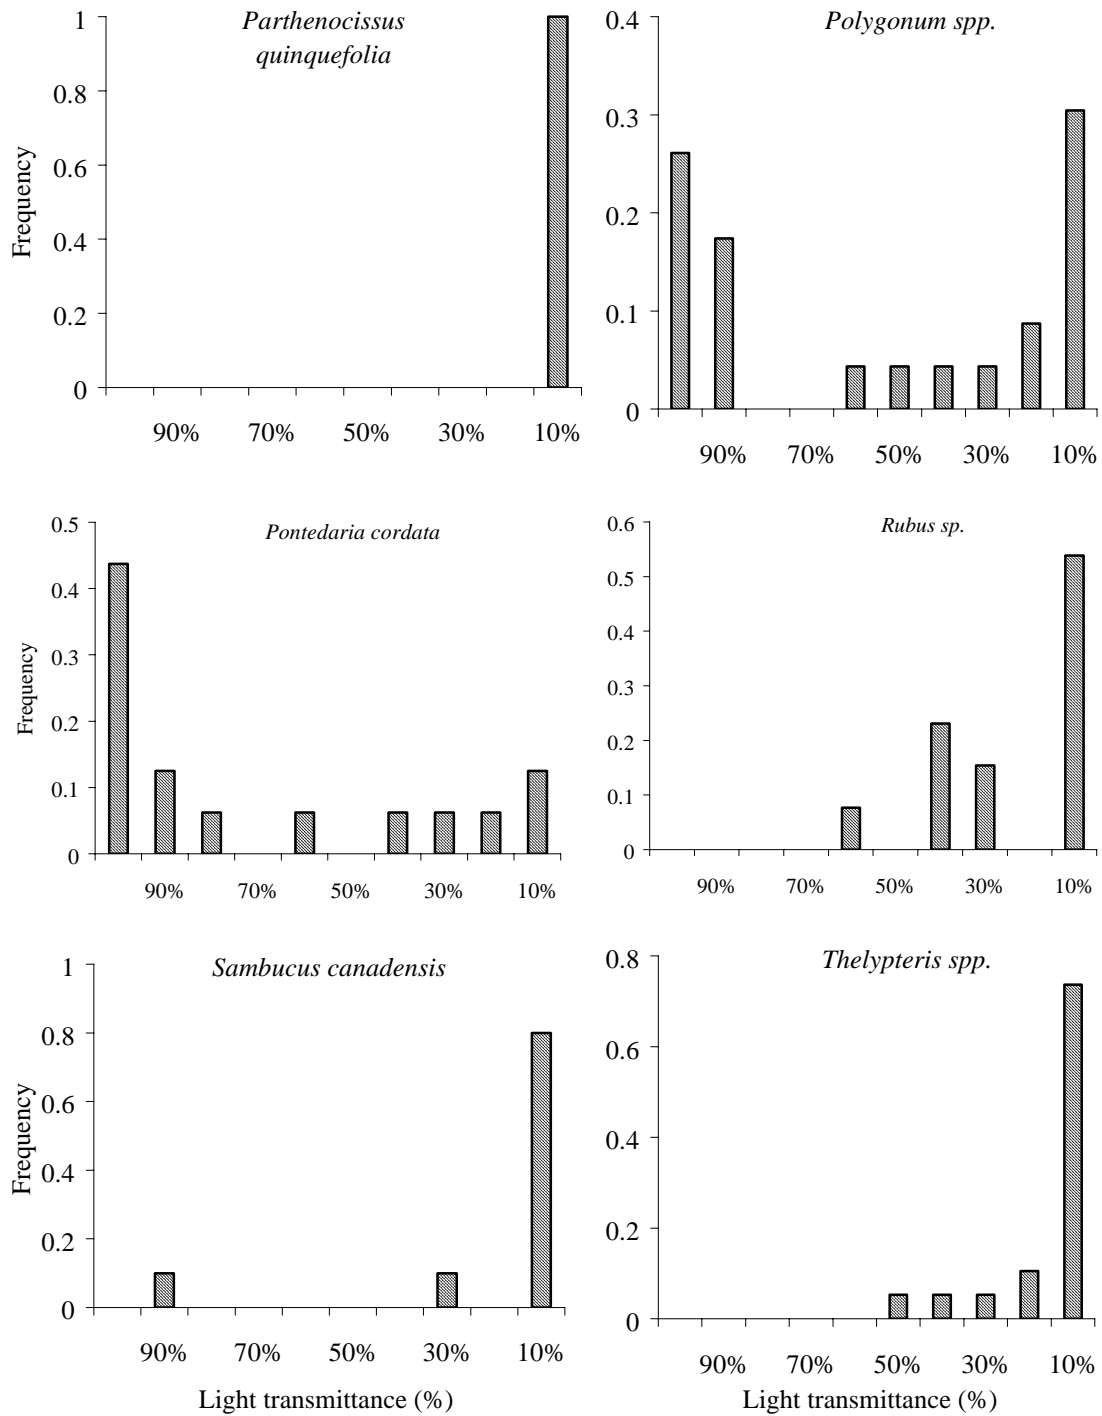 Parthenocissus
quinquefolia
Frequency
1
0.8
0.6
0.4
0.2
0
90% 70% 50% 30% 10%
Polygonum spp.
0.4
0.3
0.2
0.1
0
90% 70% 50% 30% 10%
Pontedaria cordata
Frequency
0.5
0.4
0.3
0.2
0.1
0
90% 70% 50% 30% 10%
Rubus sp.
0.6
0.5
0.4
0.3
0.2
0.1
0
90% 70% 50% 30% 10%
Sambucus canadensis
Frequency
1
0.8
0.6
0.4
0.2
0
90% 70% 50% 30% 10%
Light transmittance (%)
Thelypteris spp.
0.8
0.6
0.4
0.2
0
90% 70% 50% 30% 10%
Light transmittance (%)